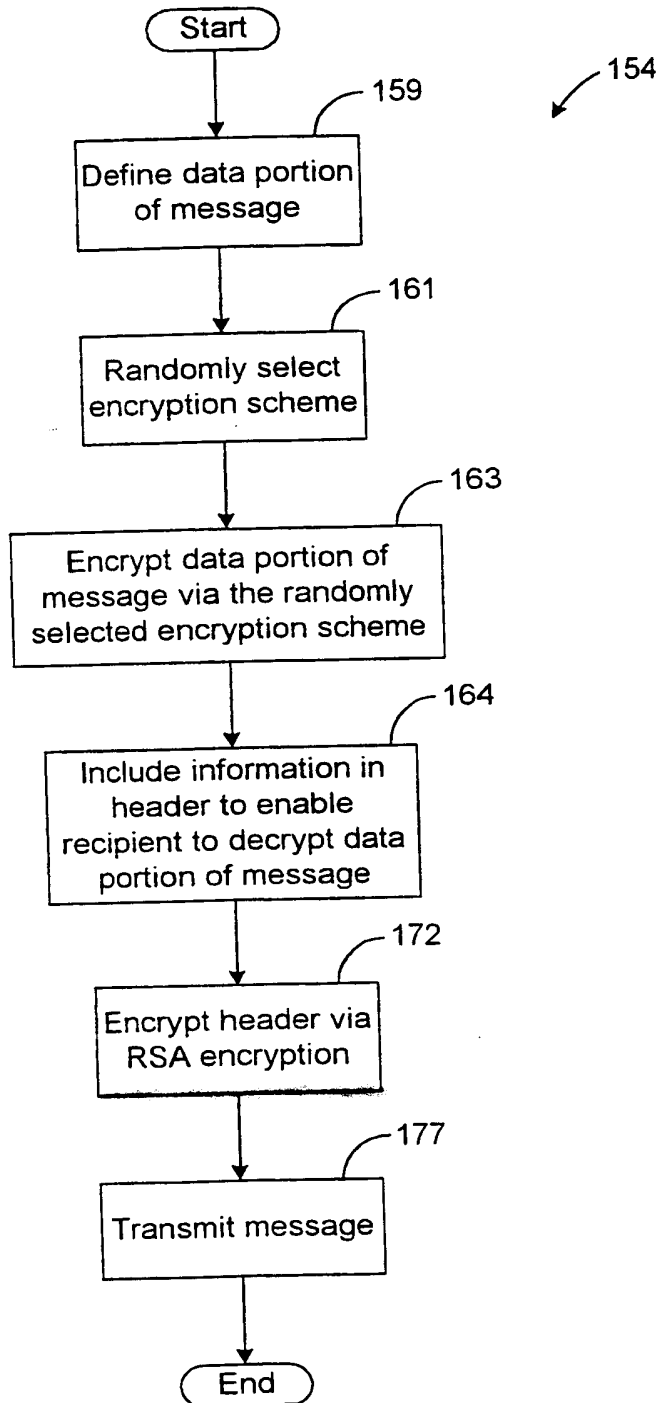 Start
154
159
Define data portion
of message
161
Randomly select
encryption scheme
163
Encrypt data portion of
message via the randomly
selected encryption scheme
164
Include information in
header to enable
recipient to decrypt data
portion of message
172
Encrypt header via
RSA encryption
177
Transmit message
End